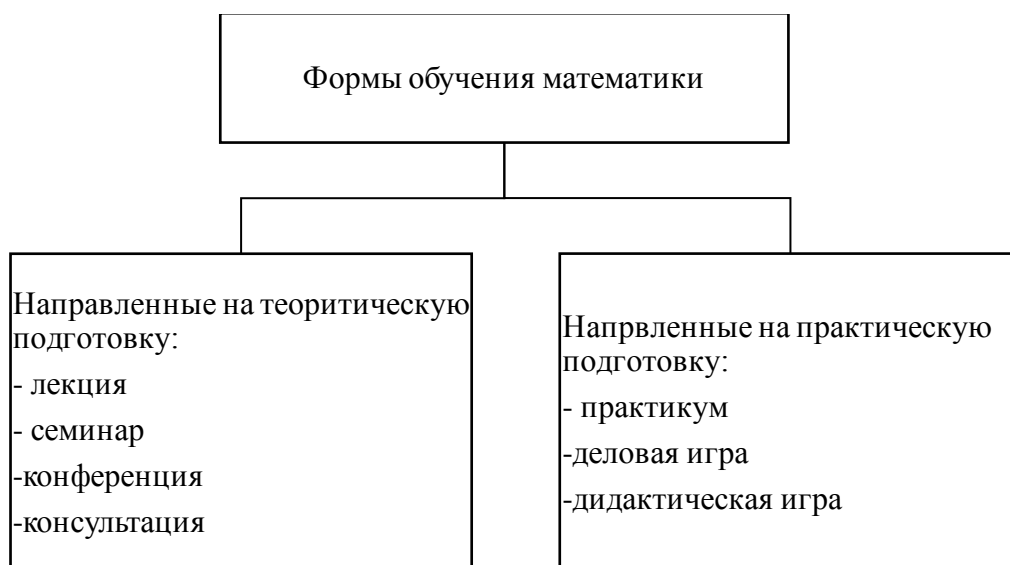 Формы обучения математики
Направленные на теоритическую
подготовку:
- лекция
- семинар
-конференция
-консультация
Напрвленные на практическую
подготовку:
- практикум
-деловая игра
-дидактическая игра